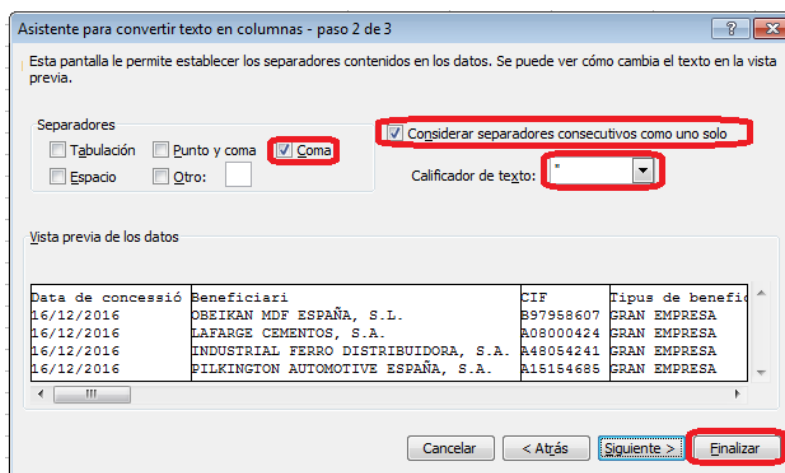 Asistente para convertir texto en columnas - paso 2 de 3
Esta pantalla le permite establecer los separadores contenidos en los datos. Se puede ver cómo cambia el texto en la vista
previa.
Separadores
Tabulación Punto y coma Coma
Espacio Otro:
Considerar separadores consecutivos como uno solo
Calificador de texto: "
Vista previa de los datos
Data de concessió Beneficiari CIF Tipus de benefic
16/12/2016 OBEIKAN MDF ESPAÑA, S.L. B97958607 GRAN EMPRESA
16/12/2016 LAFARGE CEMENTOS, S.A. A08000424 GRAN EMPRESA
16/12/2016 INDUSTRIAL FERRO DISTRIBUIDORA, S.A. A48054241 GRAN EMPRESA
16/12/2016 PILKINGTON AUTOMOTIVE ESPAÑA, S.L. A15154685 GRAN EMPRESA
Cancelar < Atrás Siguiente > Finalizar